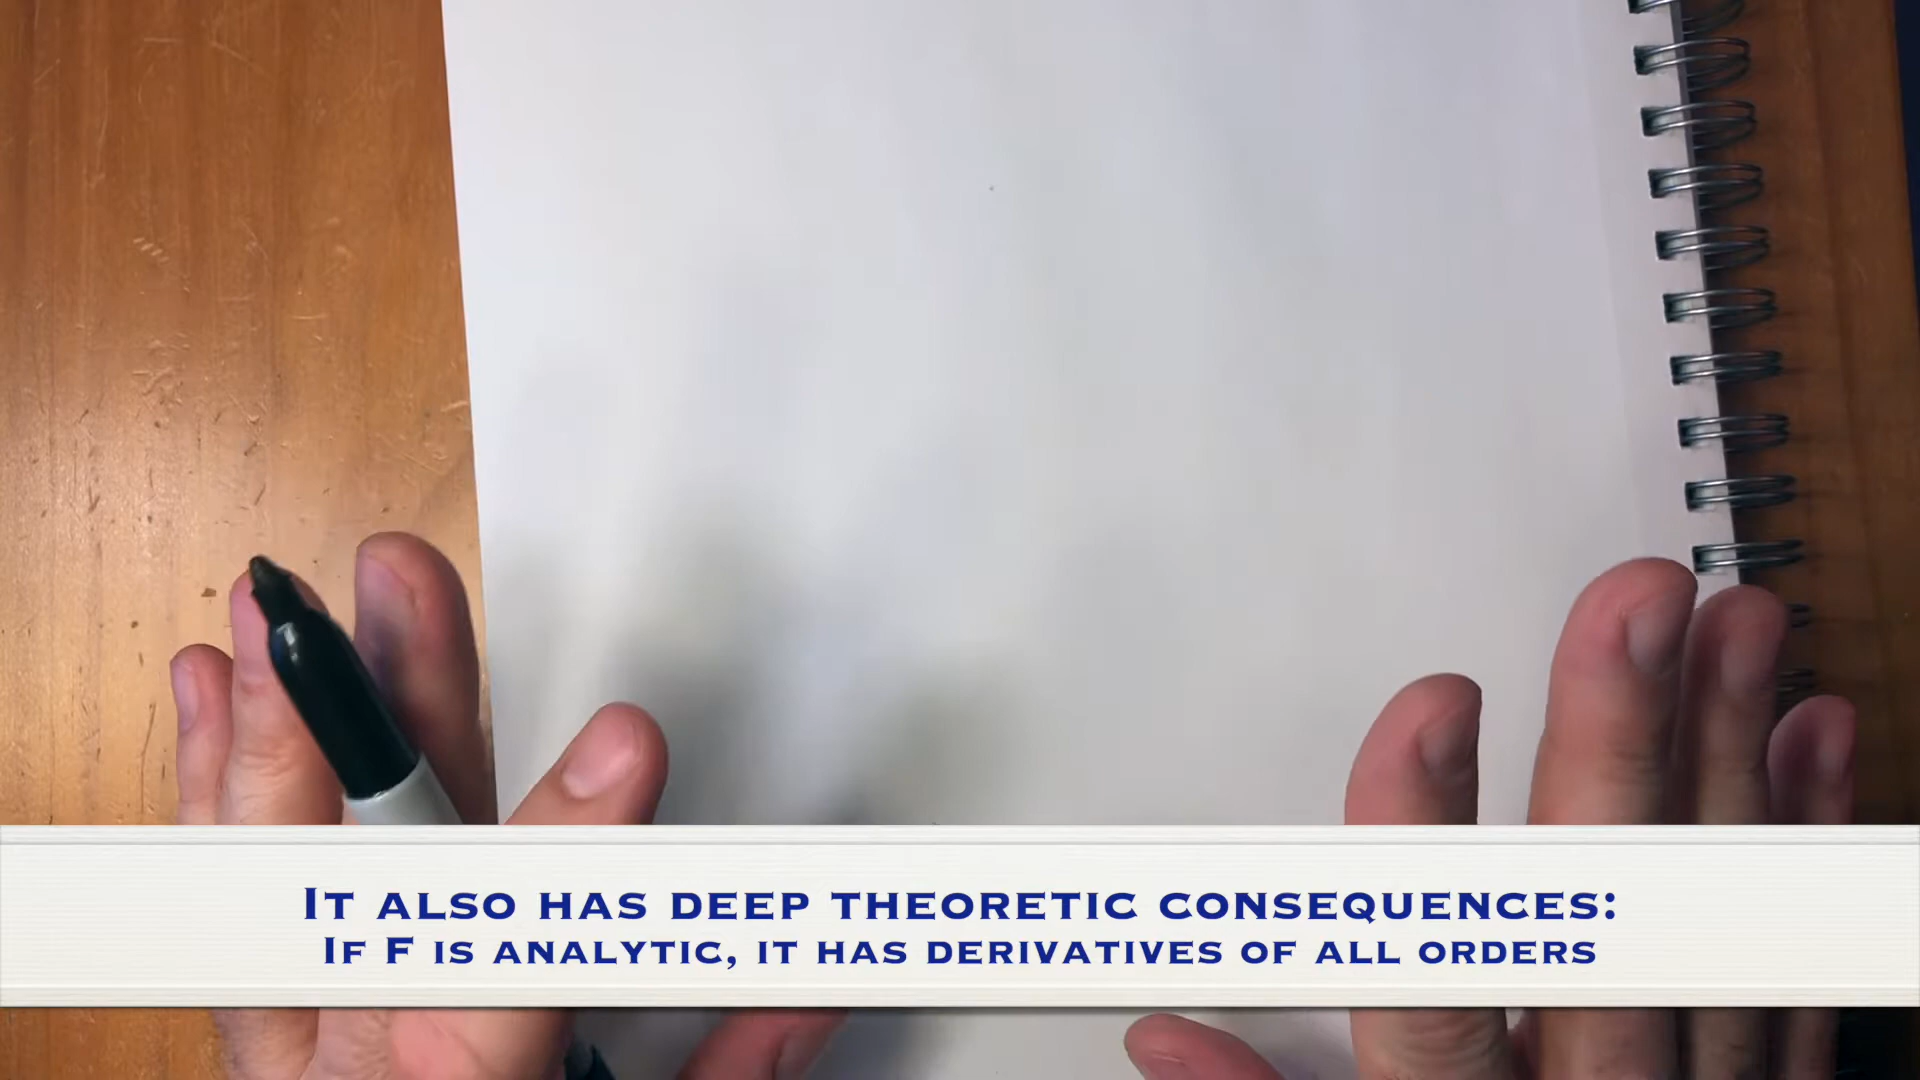 It also has deep theoretic consequences:
If F is analytic, it has derivatives of all orders